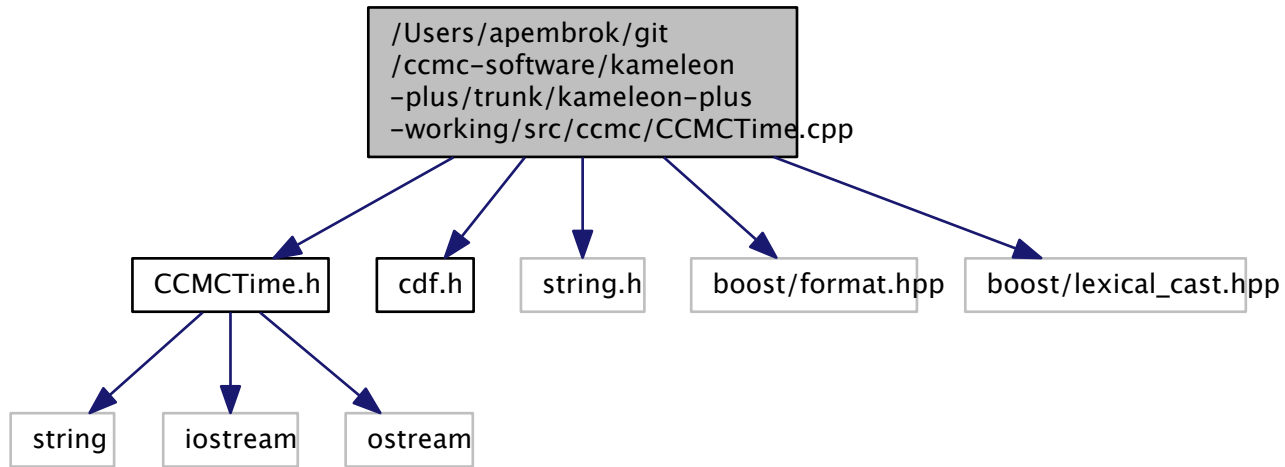 /Users/apembrok/git
/ccmc-software/kameleon
-plus/trunk/kameleon-plus
-working/src/ccmc/CCMCTime.cpp
CCMCTime.h
cdf.h
string.h
boost/format.hpp
boost/lexical_cast.hpp
string
iostream
ostream